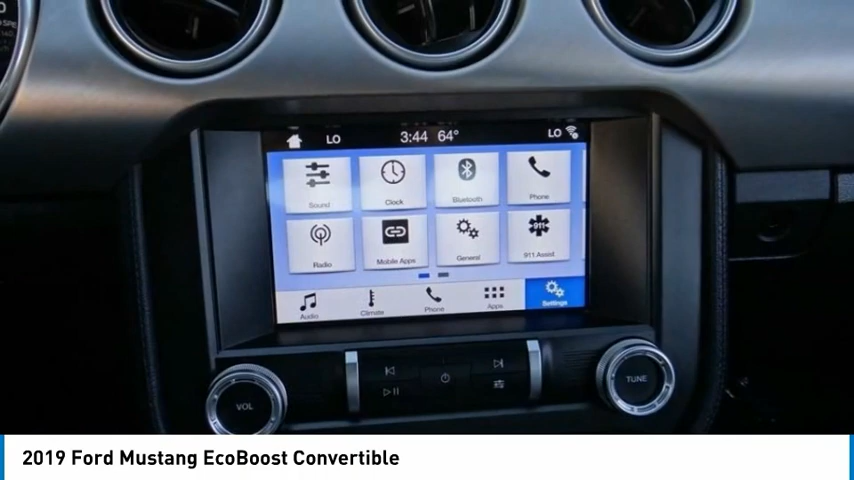 LO 3:44 64° LO
Sound Clock Bluetooth Phone
911
Radio Mobile Apps General 911 Assist
Audio Climate Phone Apps Settings
VOL TUNE
2019 Ford Mustang EcoBoost Convertible